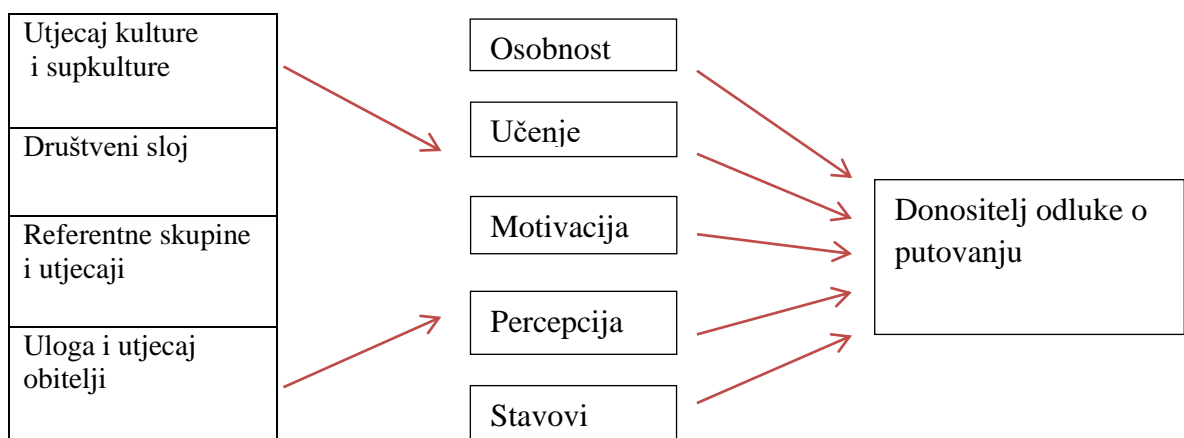 Utjecaj kulture
i supkulture
Društveni sloj
Referentne skupine
i utjecaji
Uloga i utjecaj
obitelji
Osobnost
Učenje
Motivacija
Percepcija
Stavovi
Donositelj odluke o
putovanju